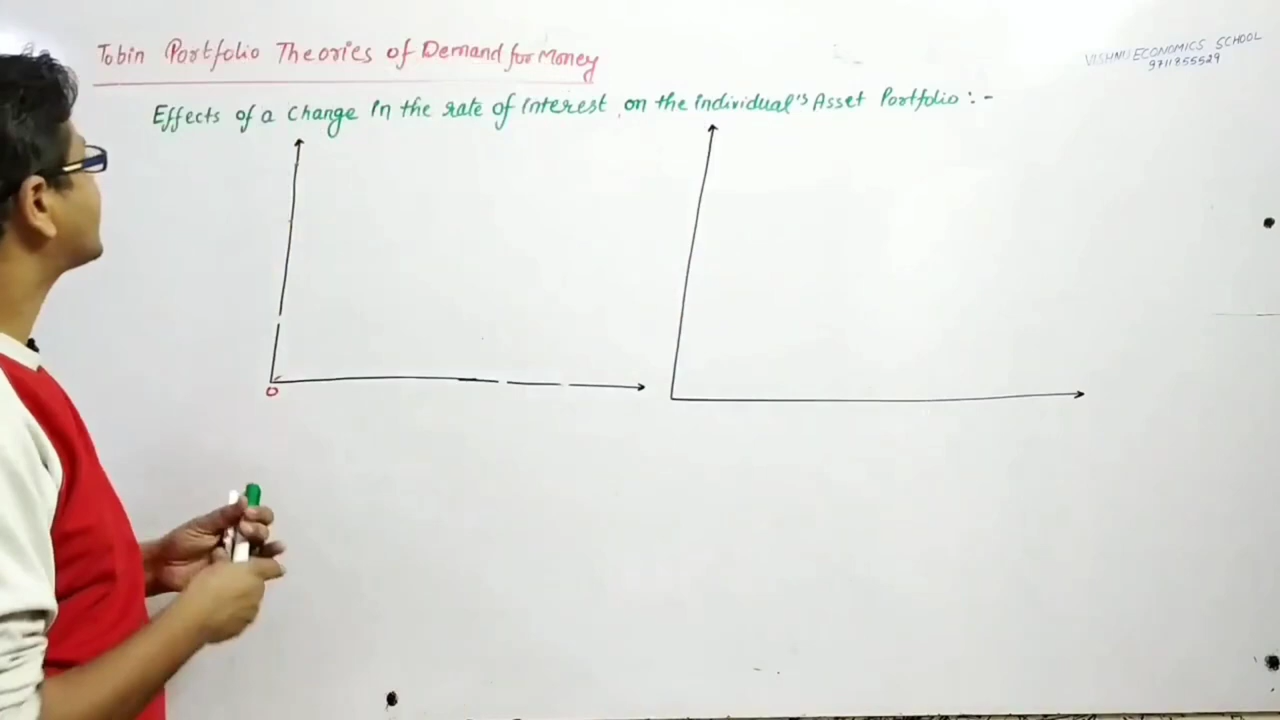 Tobin Portfolio Theories of Demand for Money
VISHNU ECONOMICS SCHOOL
9711855529
Effects of a change in the rate of interest on the individual's Asset Portfolio : -
O